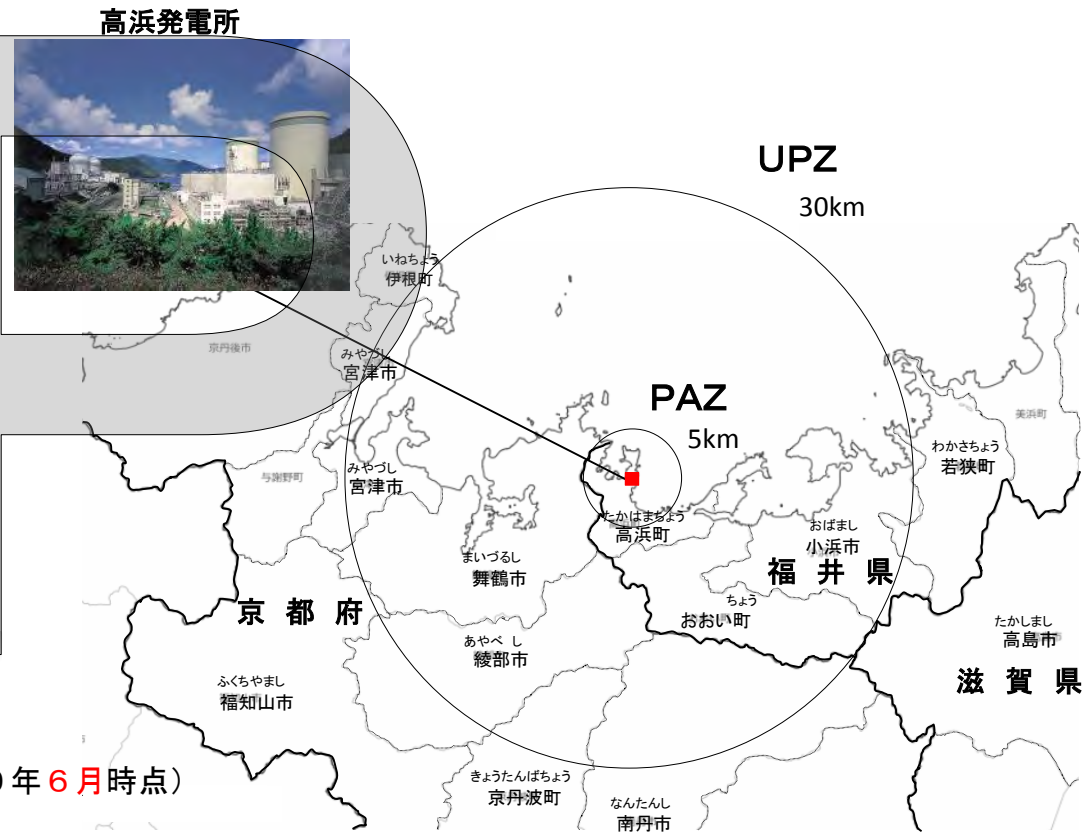 高浜発電所
UPZ
30km
いねちょう
伊根町
京丹後市
みやづし
宮津市
PAZ
5km
美浜町
わかさちょう
若狭町
みやづし
宮津市
与謝野町
たかはまちょう
高浜町
おばまし
小浜市
まいづるし
舞鶴市
福井県
ちょう
おおい町
京都府
たかしまし
高島市
あやべ し
綾部市
滋賀県
ふくちやまし
福知山市
年６月時点）
きょうたんばちょう
京丹波町
なんたんし
南丹市